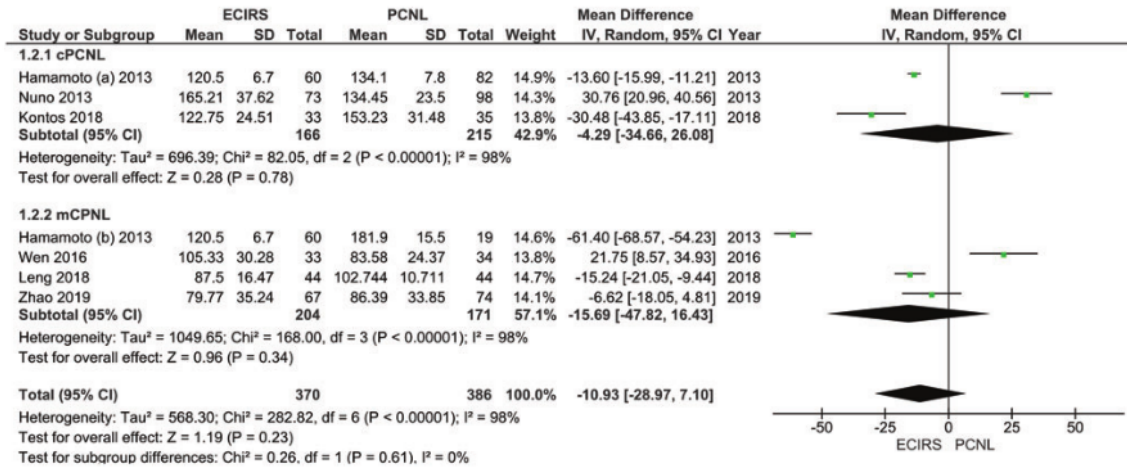 ECIRS PCNL Mean Difference Mean Difference
Study or Subgroup Mean SD Total Mean SD Total Weight IV, Random, 95% CI Year IV, Random, 95% CI
1.2.1 cPCNL
Hamamoto (a) 2013 120.5 6.7 60 134.1 7.8 82 14.9% -13.60 [-15.99, -11.21] 2013
Nuno 2013 165.21 37.62 73 134.45 23.5 98 14.3% 30.76 [20.96, 40.56] 2013
Kontos 2018 122.75 24.51 33 153.23 31.48 35 13.8% -30.48 [-43.85, -17.11] 2018
Subtotal (95% CI) 166 215 42.9% -4.29 [-34.66, 26.08]
Heterogeneity: Tau² = 696.39; Chi² = 82.05, df = 2 (P < 0.00001); I² = 98%
Test for overall effect: Z = 0.28 (P = 0.78)
1.2.2 mCPNL
Hamamoto (b) 2013 120.5 6.7 60 181.9 15.5 19 14.6% -61.40 [-68.57, -54.23] 2013
Wen 2016 105.33 30.28 33 83.58 24.37 34 13.8% 21.75 [8.57, 34.93] 2016
Leng 2018 87.5 16.47 44 102.744 10.711 44 14.7% -15.24 [-21.05, -9.44] 2018
Zhao 2019 79.77 35.24 67 86.39 33.85 74 14.1% -6.62 [-18.05, 4.81] 2019
Subtotal (95% CI) 204 171 57.1% -15.69 [-47.82, 16.43]
Heterogeneity: Tau² = 1049.65; Chi² = 168.00, df = 3 (P < 0.00001); I² = 98%
Test for overall effect: Z = 0.96 (P = 0.34)
Total (95% CI) 370 386 100.0% -10.93 [-28.97, 7.10]
Heterogeneity: Tau² = 568.30; Chi² = 282.82, df = 6 (P < 0.00001); I² = 98%
Test for overall effect: Z = 1.19 (P = 0.23)
Test for subgroup differences: Chi² = 0.26, df = 1 (P = 0.61), I² = 0%
-50 -25 0 25 50
ECIRS PCNL